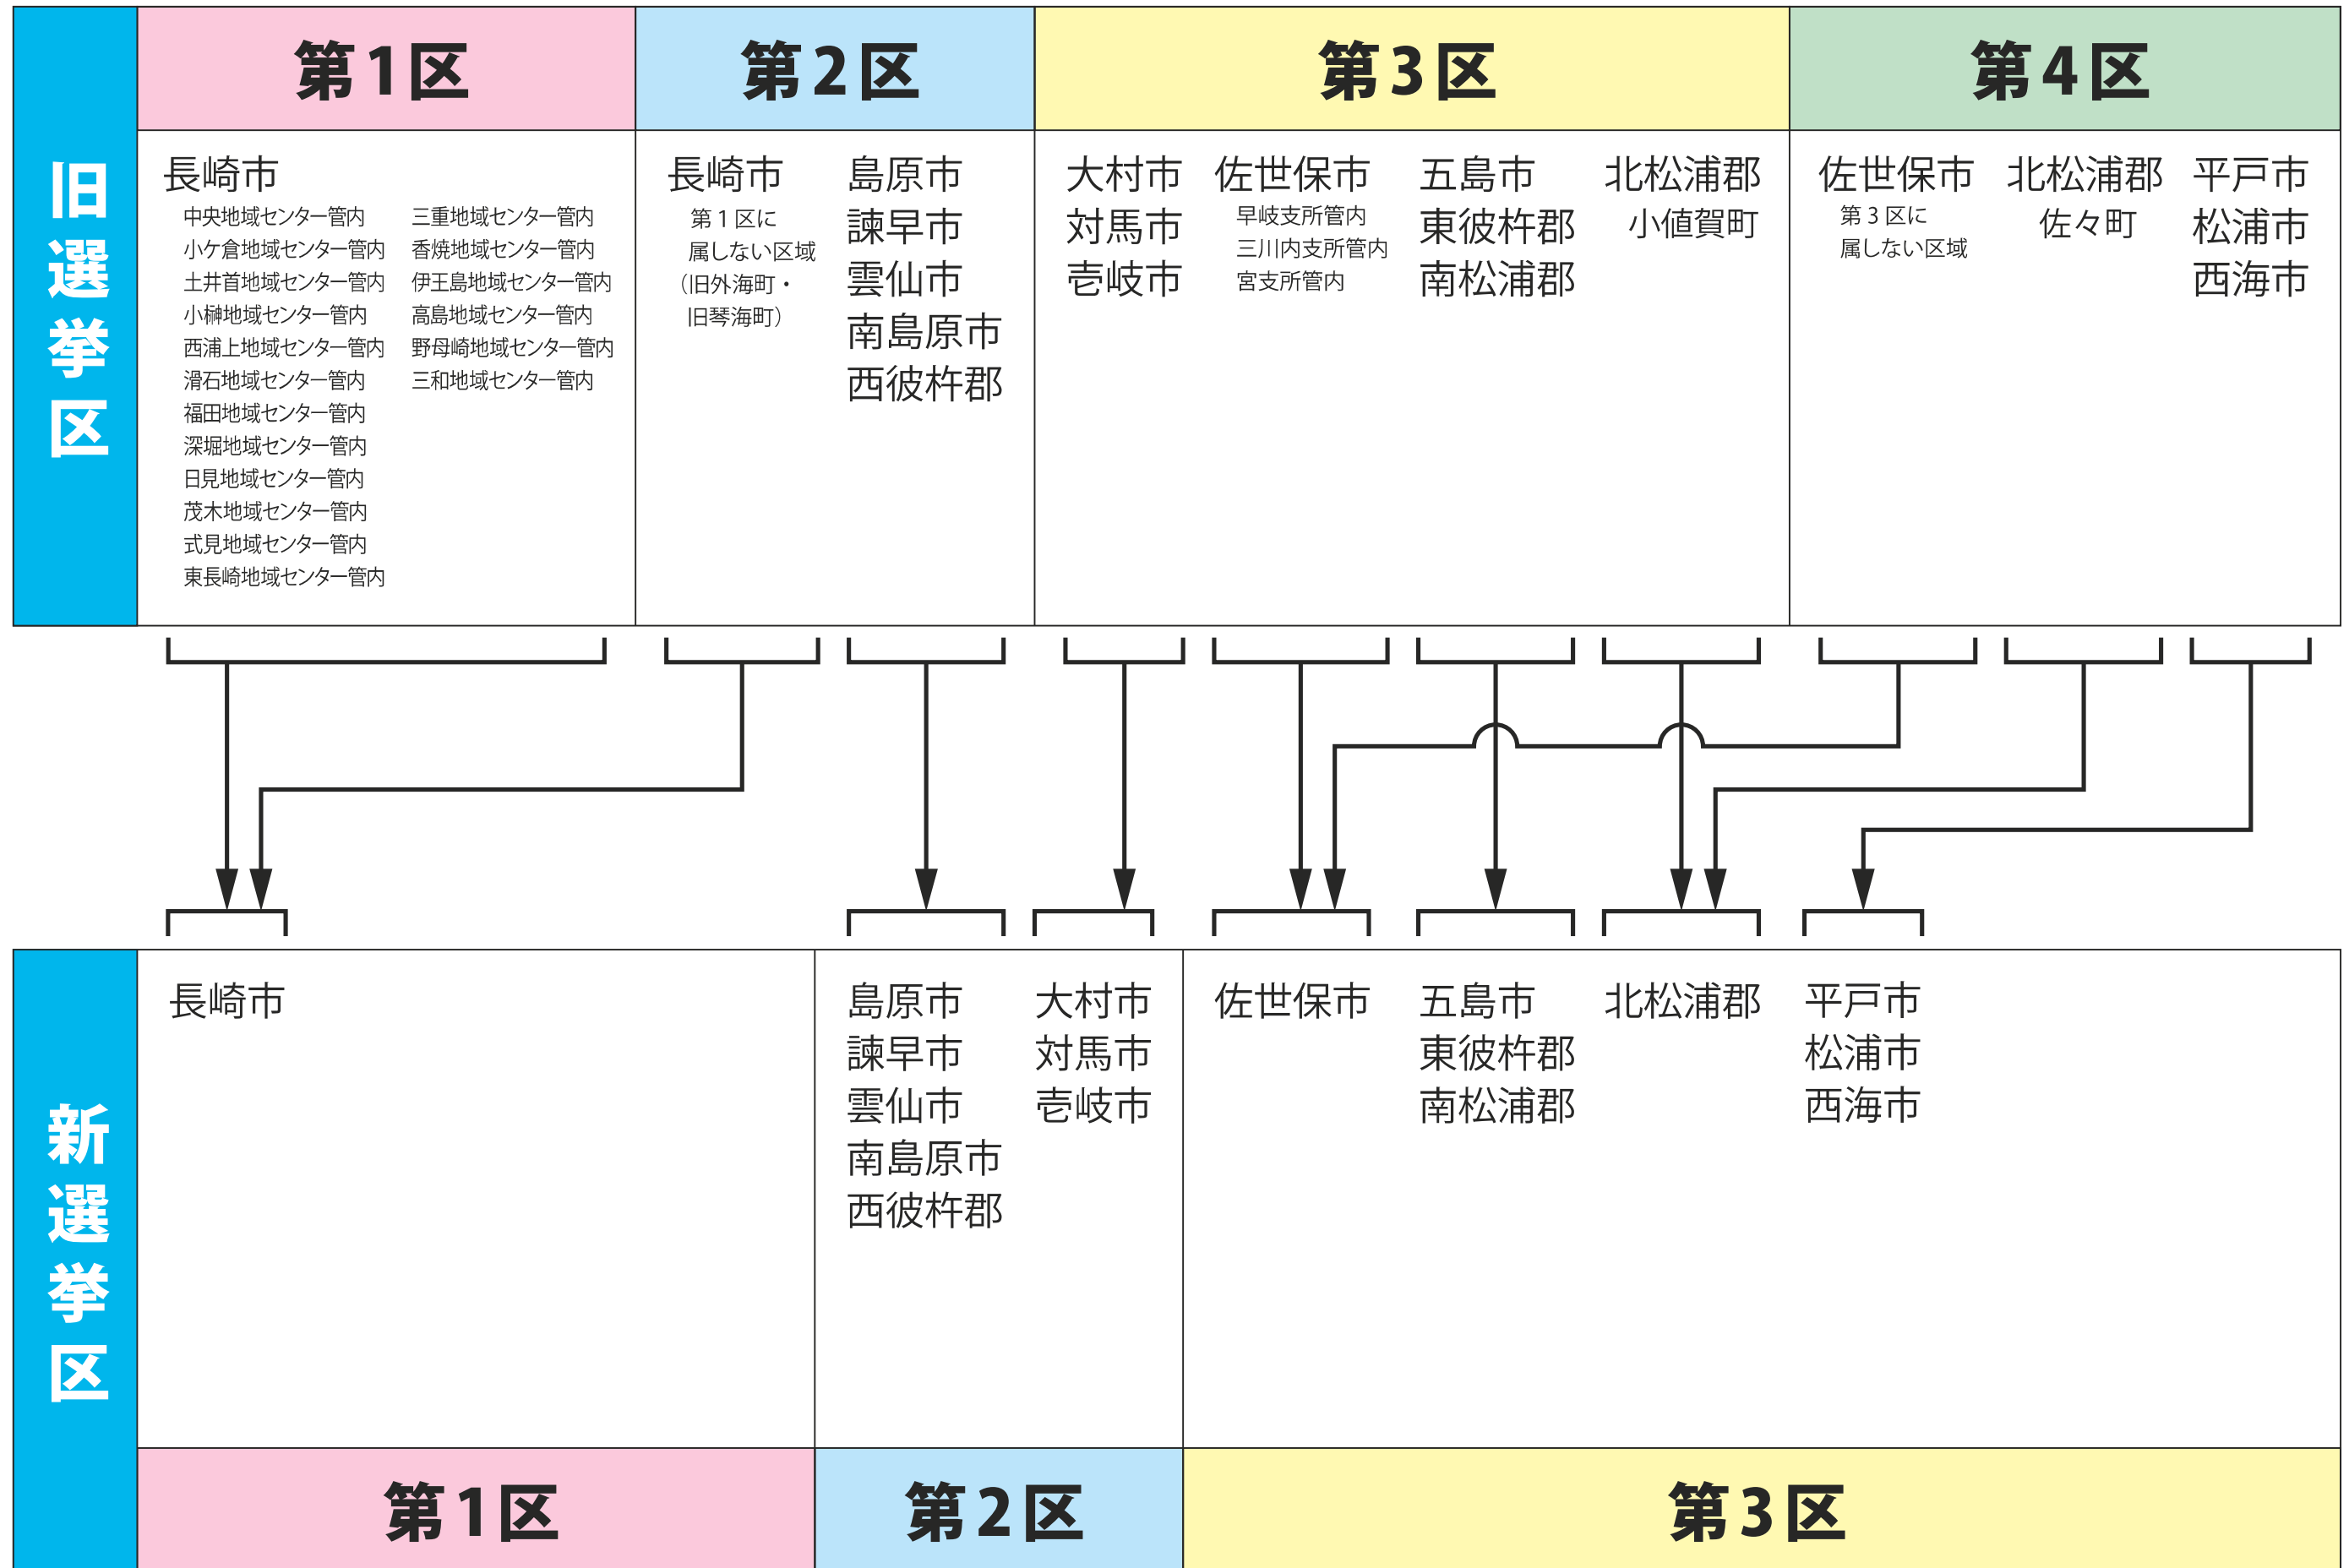 旧選挙区
第1区
長崎市
中央地域センター管内
小ケ倉地域センター管内
土井首地域センター管内
小榊地域センター管内
西浦上地域センター管内
滑石地域センター管内
福田地域センター管内
深堀地域センター管内
日見地域センター管内
茂木地域センター管内
式見地域センター管内
東長崎地域センター管内
三重地域センター管内
香焼地域センター管内
伊王島地域センター管内
高島地域センター管内
野母崎地域センター管内
三和地域センター管内
第2区
長崎市
第1区に
属しない区域
（旧外海町・
旧琴海町）
島原市
諫早市
雲仙市
南島原市
西彼杵郡
第3区
大村市
対馬市
壱岐市
佐世保市
早岐支所管内
三川内支所管内
宮支所管内
五島市
東彼杵郡
南松浦郡
北松浦郡
小値賀町
第4区
佐世保市
第3区に
属しない区域
北松浦郡
佐々町
平戸市
松浦市
西海市
新選挙区
長崎市
第1区
島原市
諫早市
雲仙市
南島原市
西彼杵郡
大村市
対馬市
壱岐市
第2区
佐世保市
五島市
東彼杵郡
南松浦郡
北松浦郡
平戸市
松浦市
西海市
第3区